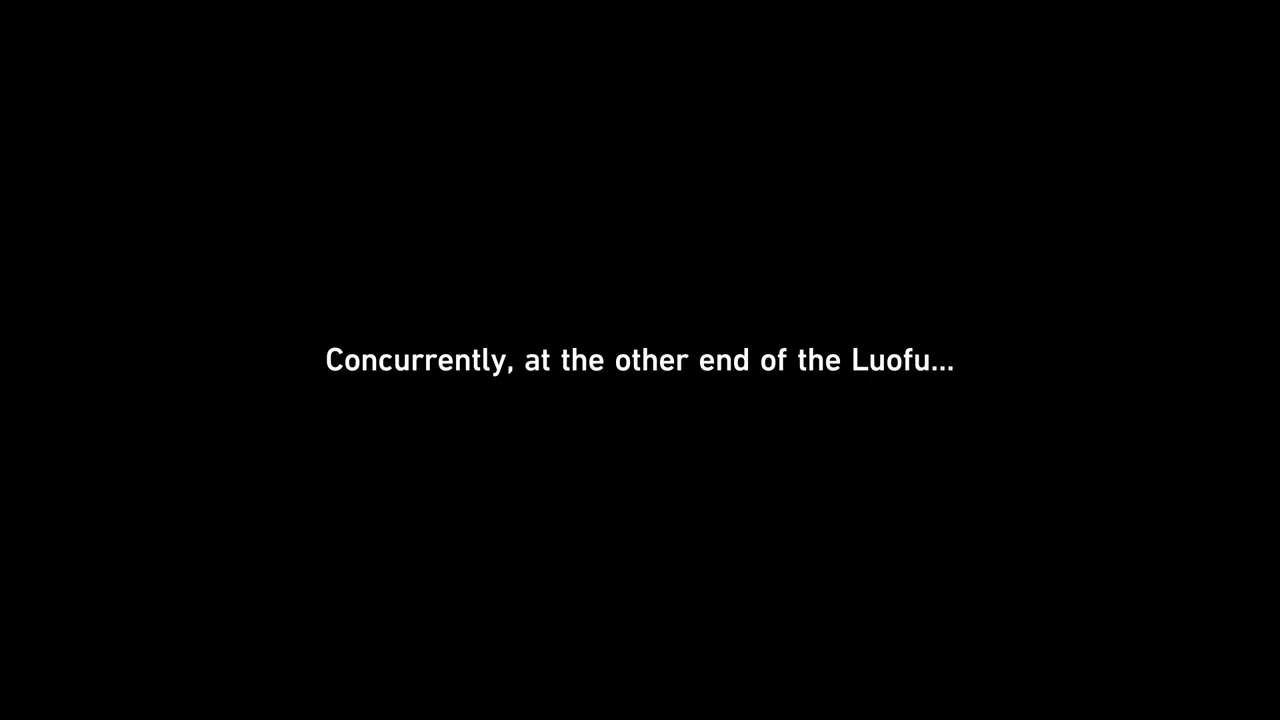 Concurrently, at the other end of the Luofu...